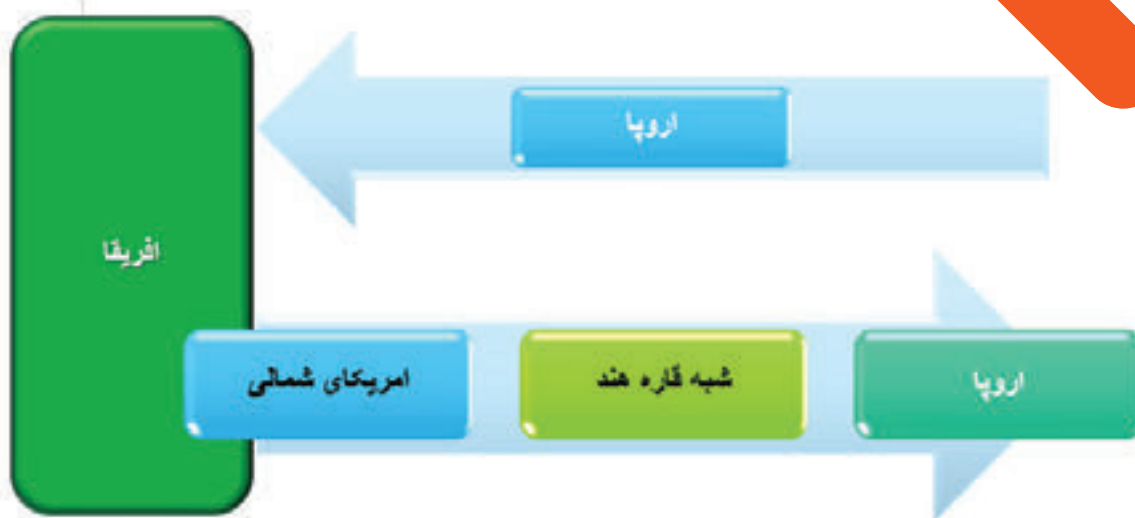 اروپا
افریقا
امریکای شمالی
شبه قاره هند
اروپا